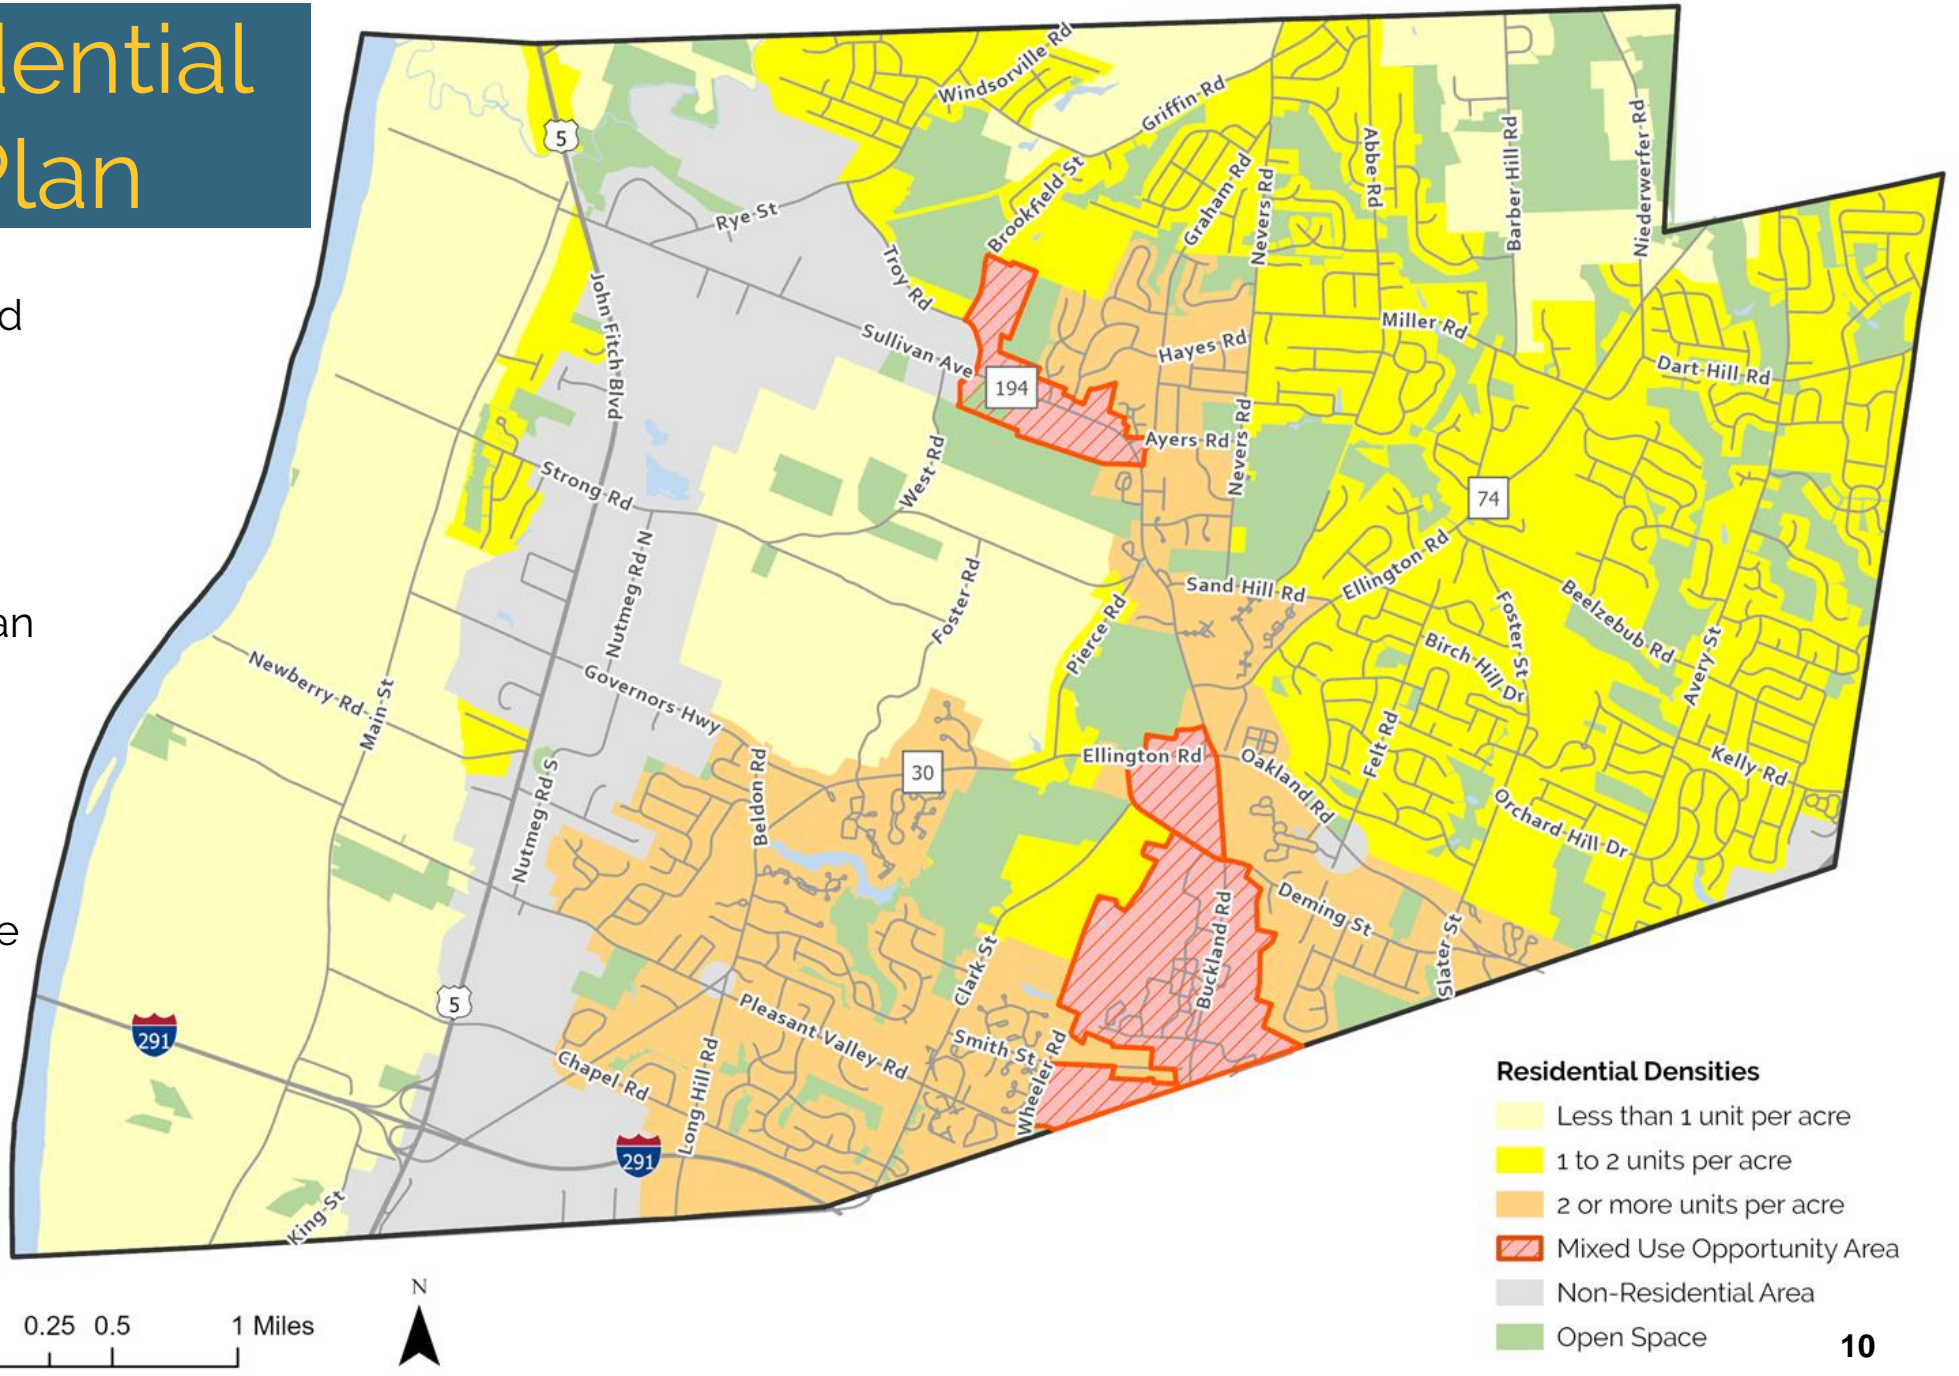 dential
Plan
d
an
e
Windsorville Rd
Griffin Rd
5
Abbe Rd
Barber Hill Rd
Niederwerfer Rd
Brookfield St
Graham Rd
Nevers Rd
Rye St
Troy Rd
John Fitch Blvd
Sullivan Ave
Hayes Rd
Miller Rd
Dart Hill Rd
194
Ayers Rd
Nevers Rd
West Rd
Strong Rd
74
Nutmeg Rd N
Foster Rd
Sand Hill Rd
Ellington Rd
Pierce Rd
Foster St
Beelzebub Rd
Birch Hill Dr
Avery St
Newberry Rd
Main St
Governors Hwy
Felt Rd
Ellington Rd
Oakland Rd
Kelly Rd
30
Beldon Rd
Nutmeg Rd S
Orchard Hill Dr
Deming St
Buckland Rd
Slater St
Clark St
5
291
Pleasant Valley Rd
Smith St
Wheeler Rd
Chapel Rd
Long Hill Rd
291
King St
Residential Densities
Less than 1 unit per acre
1 to 2 units per acre
2 or more units per acre
Mixed Use Opportunity Area
Non-Residential Area
Open Space
N
0.25 0.5 1 Miles
10